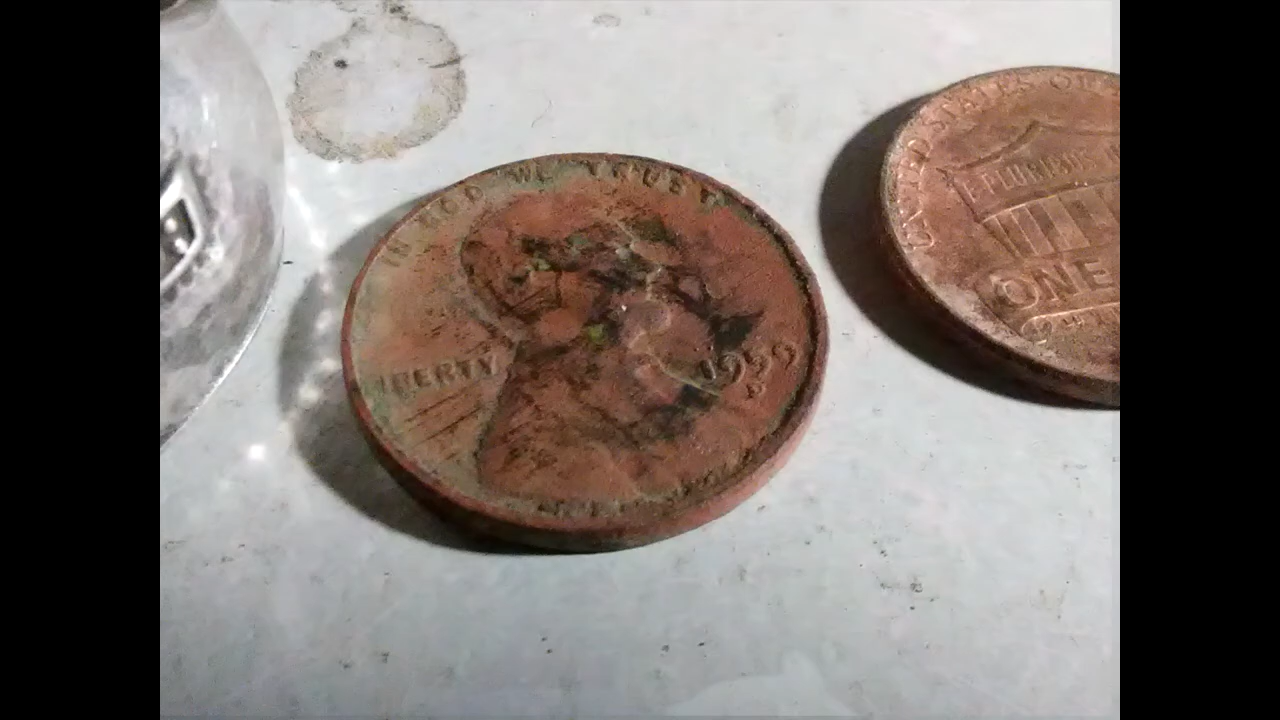 IN GOD WE TRUST
LIBERTY
1959
D
UNITED STATES OF
E PLURIBUS
ONE